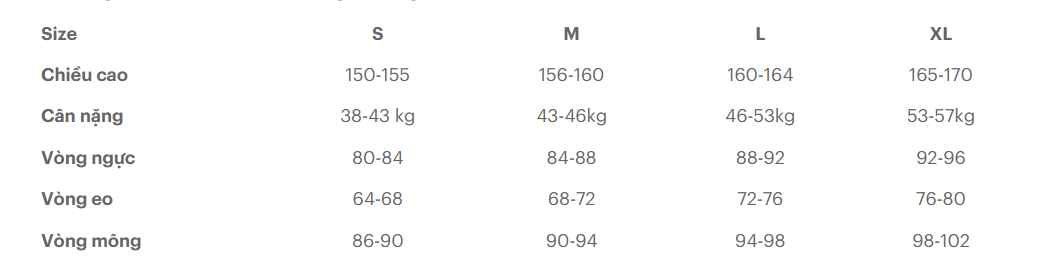 Size S M L XL
Chiều cao 150-155 156-160 160-164 165-170
Cân nặng 38-43 kg 43-46kg 46-53kg 53-57kg
Vòng ngực 80-84 84-88 88-92 92-96
Vòng eo 64-68 68-72 72-76 76-80
Vòng mông 86-90 90-94 94-98 98-102